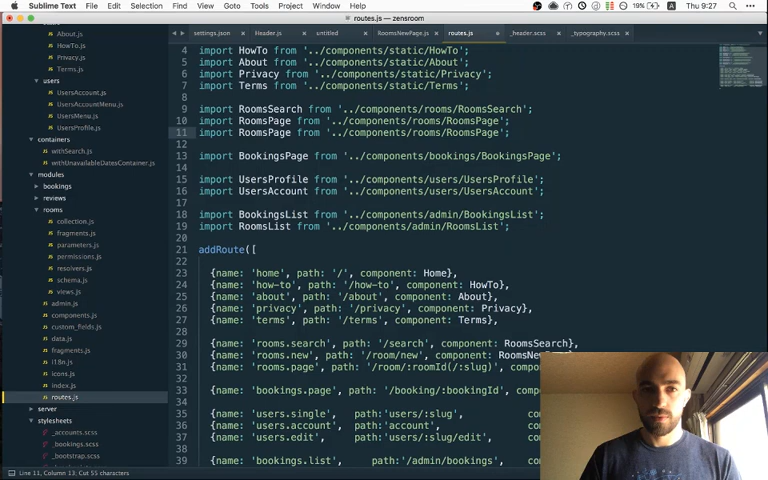 Sublime Text File Edit Selection Find View Goto Tools Project Window Help 19% Thu 9:27
routes.js — zensroom
settings.json Header.js untitled RoomsNewPage.js routes.js _header.scss _typography.scss
About.js
HowTo.js
Privacy.js
Terms.js
users
UsersAccount.js
UsersAccountMenu.js
UsersMenu.js
UsersProfile.js
containers
withSearch.js
withUnavailableDatesContainer.js
modules
bookings
reviews
rooms
collection.js
fragments.js
parameters.js
permissions.js
resolvers.js
schema.js
views.js
admin.js
components.js
custom_fields.js
data.js
fragments.js
i18n.js
icons.js
index.js
routes.js
server
stylesheets
_accounts.scss
_bookings.scss
_bootstrap.scss
4 import HowTo from '../components/static/HowTo';
5 import About from '../components/static/About';
6 import Privacy from '../components/static/Privacy';
7 import Terms from '../components/static/Terms';
8
9 import RoomsSearch from '../components/rooms/RoomsSearch';
10 import RoomsPage from '../components/rooms/RoomsPage';
11 import RoomsPage from '../components/rooms/RoomsPage';
12
13 import BookingsPage from '../components/bookings/BookingsPage';
14
15 import UsersProfile from '../components/users/UsersProfile';
16 import UsersAccount from '../components/users/UsersAccount';
17
18 import BookingsList from '../components/admin/BookingsList';
19 import RoomsList from '../components/admin/RoomsList';
20
21 addRoute([
22
23 {name: 'home', path: '/', component: Home},
24 {name: 'how-to', path: '/how-to', component: HowTo},
25 {name: 'about', path: '/about', component: About},
26 {name: 'privacy', path: '/privacy', component: Privacy},
27 {name: 'terms', path: '/terms', component: Terms},
28
29 {name: 'rooms.search', path: '/search', component: RoomsSearch},
30 {name: 'rooms.new', path: '/room/new', component:
31 {name: 'rooms.page', path: '/room/:roomId(/:slug)',
32
33 {name: 'bookings.page', path: '/booking/:bookingId',
34
35 {name: 'users.single', path:'users/:slug',
36 {name: 'users.account', path:'account',
37 {name: 'users.edit', path:'users/:slug/edit',
38
39 {name: 'bookings.list', path:'/admin/bookings',
Line 11, Column 13; Cut 55 characters